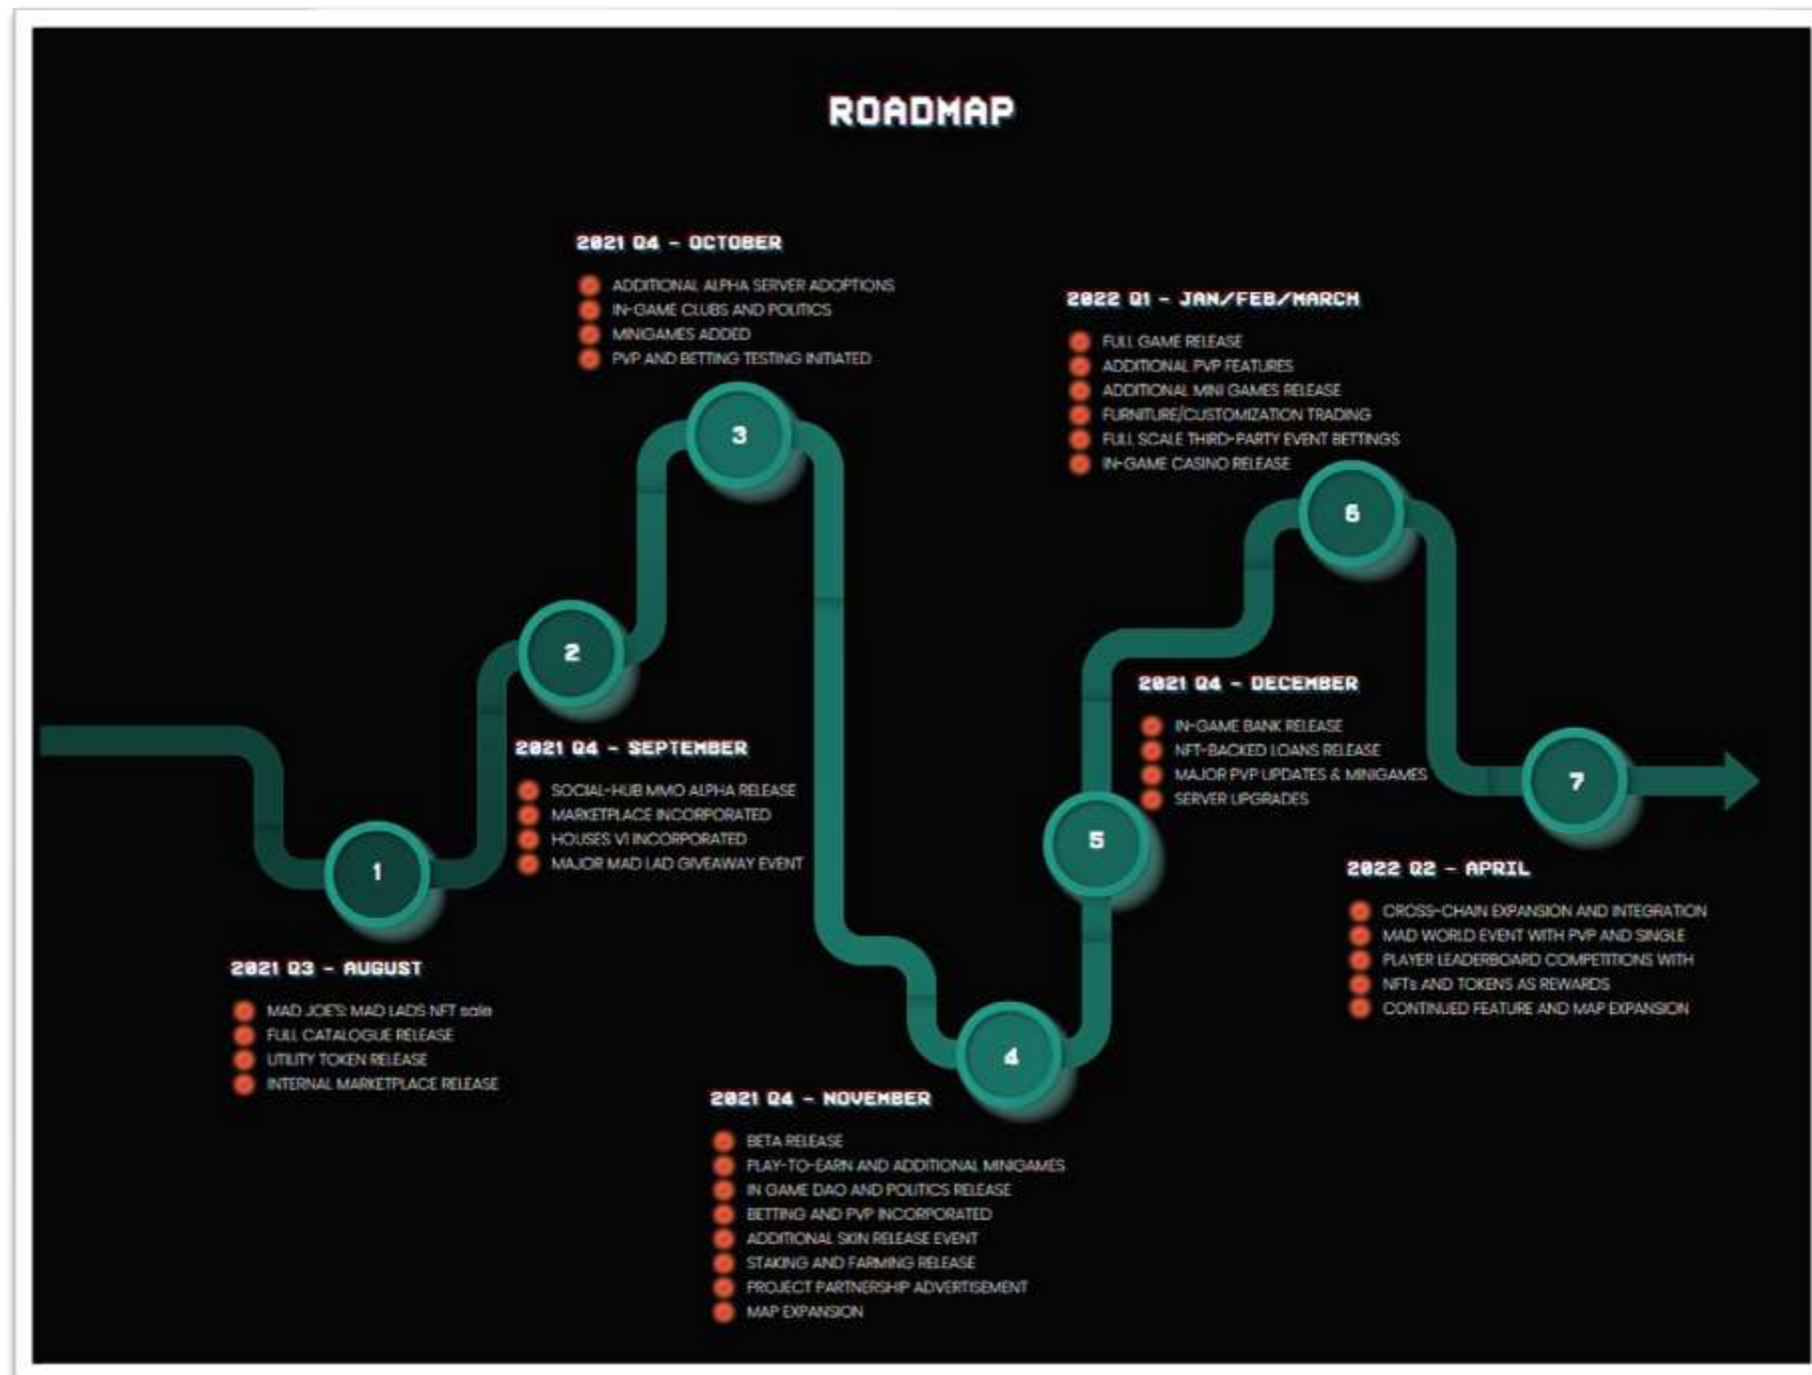 ROADMAP
1
2021 Q3 - AUGUST
MAD JOE'S: MAD LADS NFT sale
FULL CATALOGUE RELEASE
UTILITY TOKEN RELEASE
INTERNAL MARKETPLACE RELEASE
2
2021 Q4 - SEPTEMBER
SOCIAL-HUB MMO ALPHA RELEASE
MARKETPLACE INCORPORATED
HOUSES V1 INCORPORATED
MAJOR MAD LAD GIVEAWAY EVENT
2021 Q4 - OCTOBER
ADDITIONAL ALPHA SERVER ADOPTIONS
IN-GAME CLUBS AND POLITICS
MINIGAMES ADDED
PVP AND BETTING TESTING INITIATED
3
4
2021 Q4 - NOVEMBER
BETA RELEASE
PLAY-TO-EARN AND ADDITIONAL MINIGAMES
IN GAME DAO AND POLITICS RELEASE
BETTING AND PVP INCORPORATED
ADDITIONAL SKIN RELEASE EVENT
STAKING AND FARMING RELEASE
PROJECT PARTNERSHIP ADVERTISEMENT
MAP EXPANSION
2021 Q4 - DECEMBER
IN-GAME BANK RELEASE
NFT-BACKED LOANS RELEASE
MAJOR PVP UPDATES & MINIGAMES
SERVER UPGRADES
5
2022 Q1 - JAN/FEB/MARCH
FULL GAME RELEASE
ADDITIONAL PVP FEATURES
ADDITIONAL MINI GAMES RELEASE
FURNITURE/CUSTOMIZATION TRADING
FULL SCALE THIRD-PARTY EVENT BETTINGS
IN-GAME CASINO RELEASE
6
7
2022 Q2 - APRIL
CROSS-CHAIN EXPANSION AND INTEGRATION
MAD WORLD EVENT WITH PVP AND SINGLE
PLAYER LEADERBOARD COMPETITIONS WITH
NFTs AND TOKENS AS REWARDS
CONTINUED FEATURE AND MAP EXPANSION